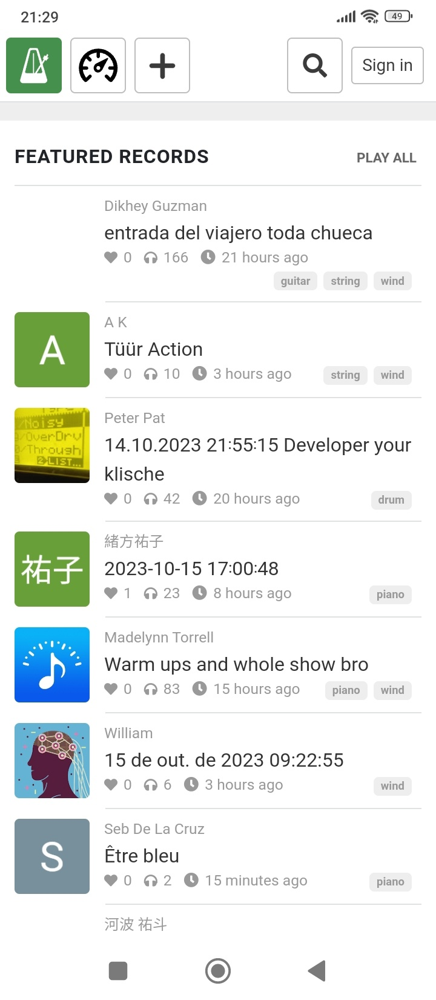 21:29
49
Sign in
FEATURED RECORDS
PLAY ALL
Dikhey Guzman
entrada del viajero toda chueca
0 166 21 hours ago
guitar string wind
A
A K
Tüür Action
0 10 3 hours ago string wind
/Noisy
/OverDrv
/Through
2 LIST...
Peter Pat
14.10.2023 21:55:15 Developer your
klische
0 42 20 hours ago drum
祐子
緒方祐子
2023-10-15 17:00:48
1 23 8 hours ago piano
Madelynn Torrell
Warm ups and whole show bro
0 83 15 hours ago piano wind
William
15 de out. de 2023 09:22:55
0 6 3 hours ago wind
S
Seb De La Cruz
Être bleu
0 2 15 minutes ago piano
河波 祐斗